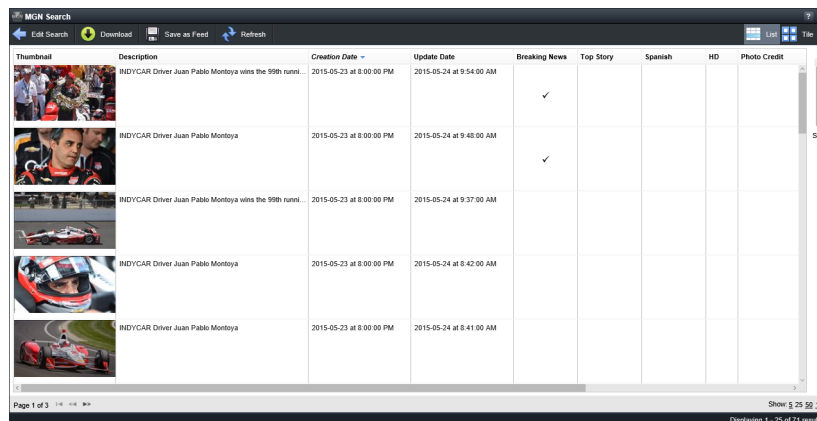 MGN Search ?
Edit Search Download Save as Feed Refresh List Tile
Thumbnail Description Creation Date Update Date Breaking News Top Story Spanish HD Photo Credit
INDYCAR Driver Juan Pablo Montoya wins the 99th runni... 2015-05-23 at 8:00:00 PM 2015-05-24 at 9:54:00 AM ✓
INDYCAR Driver Juan Pablo Montoya 2015-05-23 at 8:00:00 PM 2015-05-24 at 9:48:00 AM ✓
INDYCAR Driver Juan Pablo Montoya wins the 99th runni... 2015-05-23 at 8:00:00 PM 2015-05-24 at 9:37:00 AM
INDYCAR Driver Juan Pablo Montoya 2015-05-23 at 8:00:00 PM 2015-05-24 at 8:42:00 AM
INDYCAR Driver Juan Pablo Montoya 2015-05-23 at 8:00:00 PM 2015-05-24 at 8:41:00 AM
Page 1 of 3 Show: 5 25 50
Displaying 1 - 25 of 71